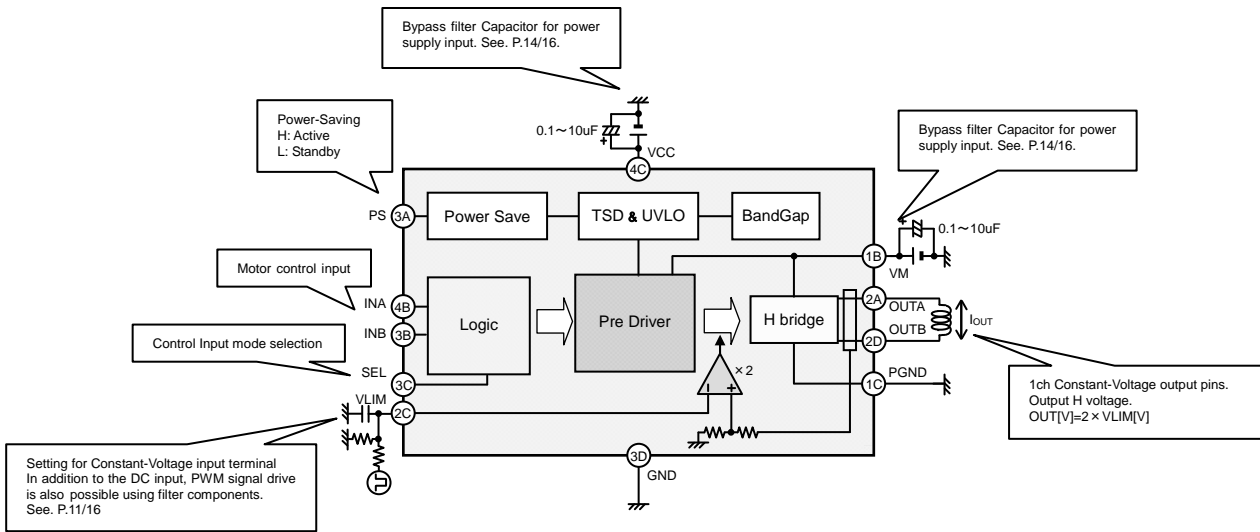 Bypass filter Capacitor for power
supply input. See. P.14/16.
Power-Saving
H: Active
L: Standby
0.1～10uF
+
VCC
4C
Bypass filter Capacitor for power
supply input. See. P.14/16.
PS
3A
Power Save
TSD & UVLO
BandGap
+
0.1～10uF
1B
VM
Motor control input
INA
4B
INB
3B
Logic
Pre Driver
H bridge
2A
OUTA
OUTB
2D
IOUT
Control Input mode selection
SEL
3C
×2
PGND
1C
VLIM
2C
1ch Constant-Voltage output pins.
Output H voltage.
OUT[V]=2×VLIM[V]
Setting for Constant-Voltage input terminal
In addition to the DC input, PWM signal drive
is also possible using filter components.
See. P.11/16
3D
GND